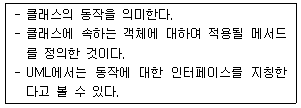 - 클래스의 동작을 의미한다.
- 클래스에 속하는 객체에 대하여 적용될 메서드
를 정의한 것이다.
- UML에서는 동작에 대한 인터페이스를 지칭한
다고 볼 수 있다.